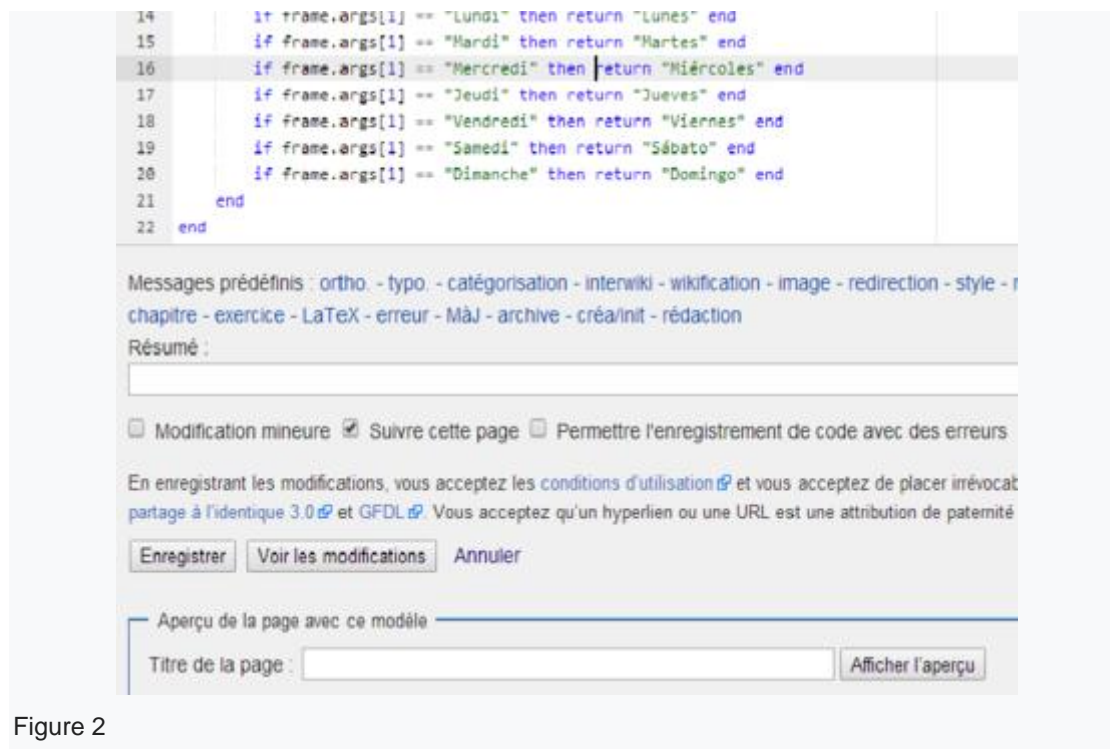 14 if frame.args[1] == "Lundi" then return "Lunes" end
15 if frame.args[1] == "Mardi" then return "Martes" end
16 if frame.args[1] == "Mercredi" then return "Miércoles" end
17 if frame.args[1] == "Jeudi" then return "Jueves" end
18 if frame.args[1] == "Vendredi" then return "Viernes" end
19 if frame.args[1] == "Samedi" then return "Sábato" end
20 if frame.args[1] == "Dimanche" then return "Domingo" end
21 end
22 end
Messages prédéfinis : ortho. - typo. - catégorisation - interwiki - wikification - image - redirection - style -
chapitre - exercice - LaTeX - erreur - MàJ - archive - créa/init - rédaction
Résumé :
Modification mineure Suivre cette page Permettre l'enregistrement de code avec des erreurs
En enregistrant les modifications, vous acceptez les conditions d'utilisation et vous acceptez de placer irrévocab
partage à l'identique 3.0 et GFDL. Vous acceptez qu'un hyperlien ou une URL est une attribution de paternité
Enregistrer Voir les modifications Annuler
Aperçu de la page avec ce modèle
Titre de la page : Afficher l'aperçu
Figure 2